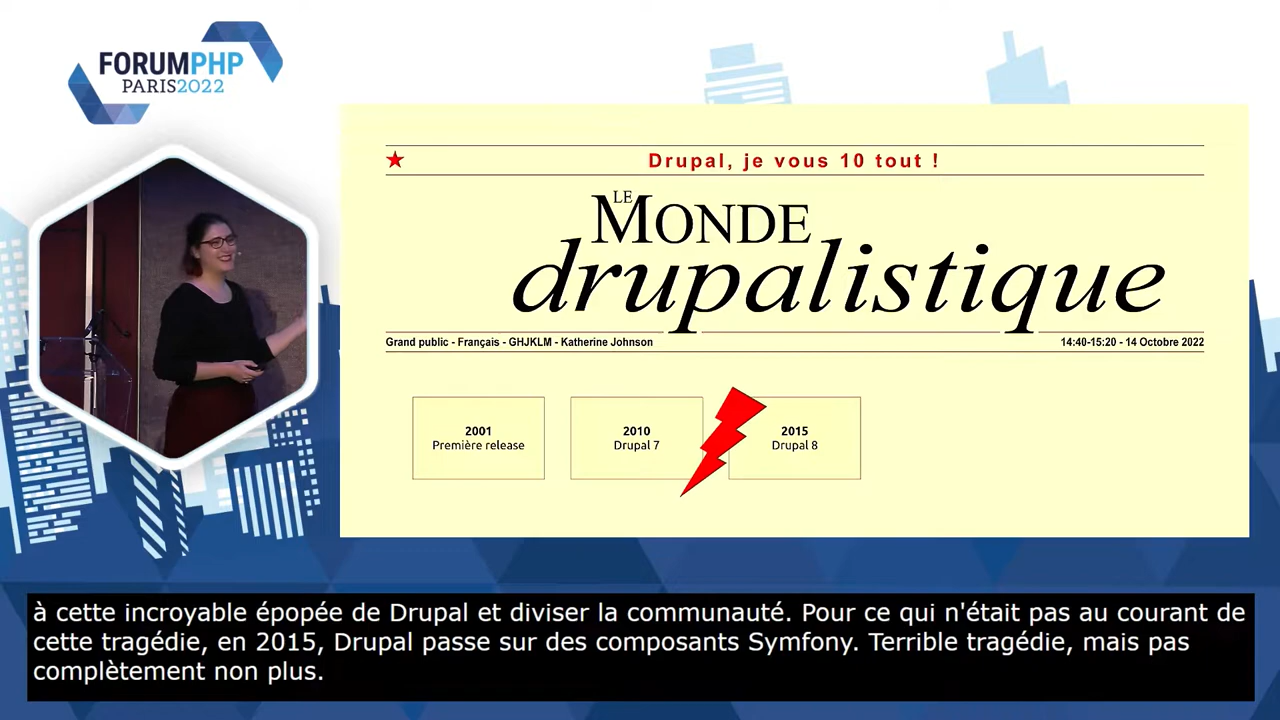 FORUMPHP
PARIS2022
★ Drupal, je vous 10 tout !
LE
MONDE
drupalistique
Grand public - Français - GHJKLM - Katherine Johnson
14:40-15:20 - 14 Octobre 2022
2001
Première release
2010
Drupal 7
2015
Drupal 8
à cette incroyable épopée de Drupal et diviser la communauté. Pour ce qui n'était pas au courant de
cette tragédie, en 2015, Drupal passe sur des composants Symfony. Terrible tragédie, mais pas
complètement non plus.